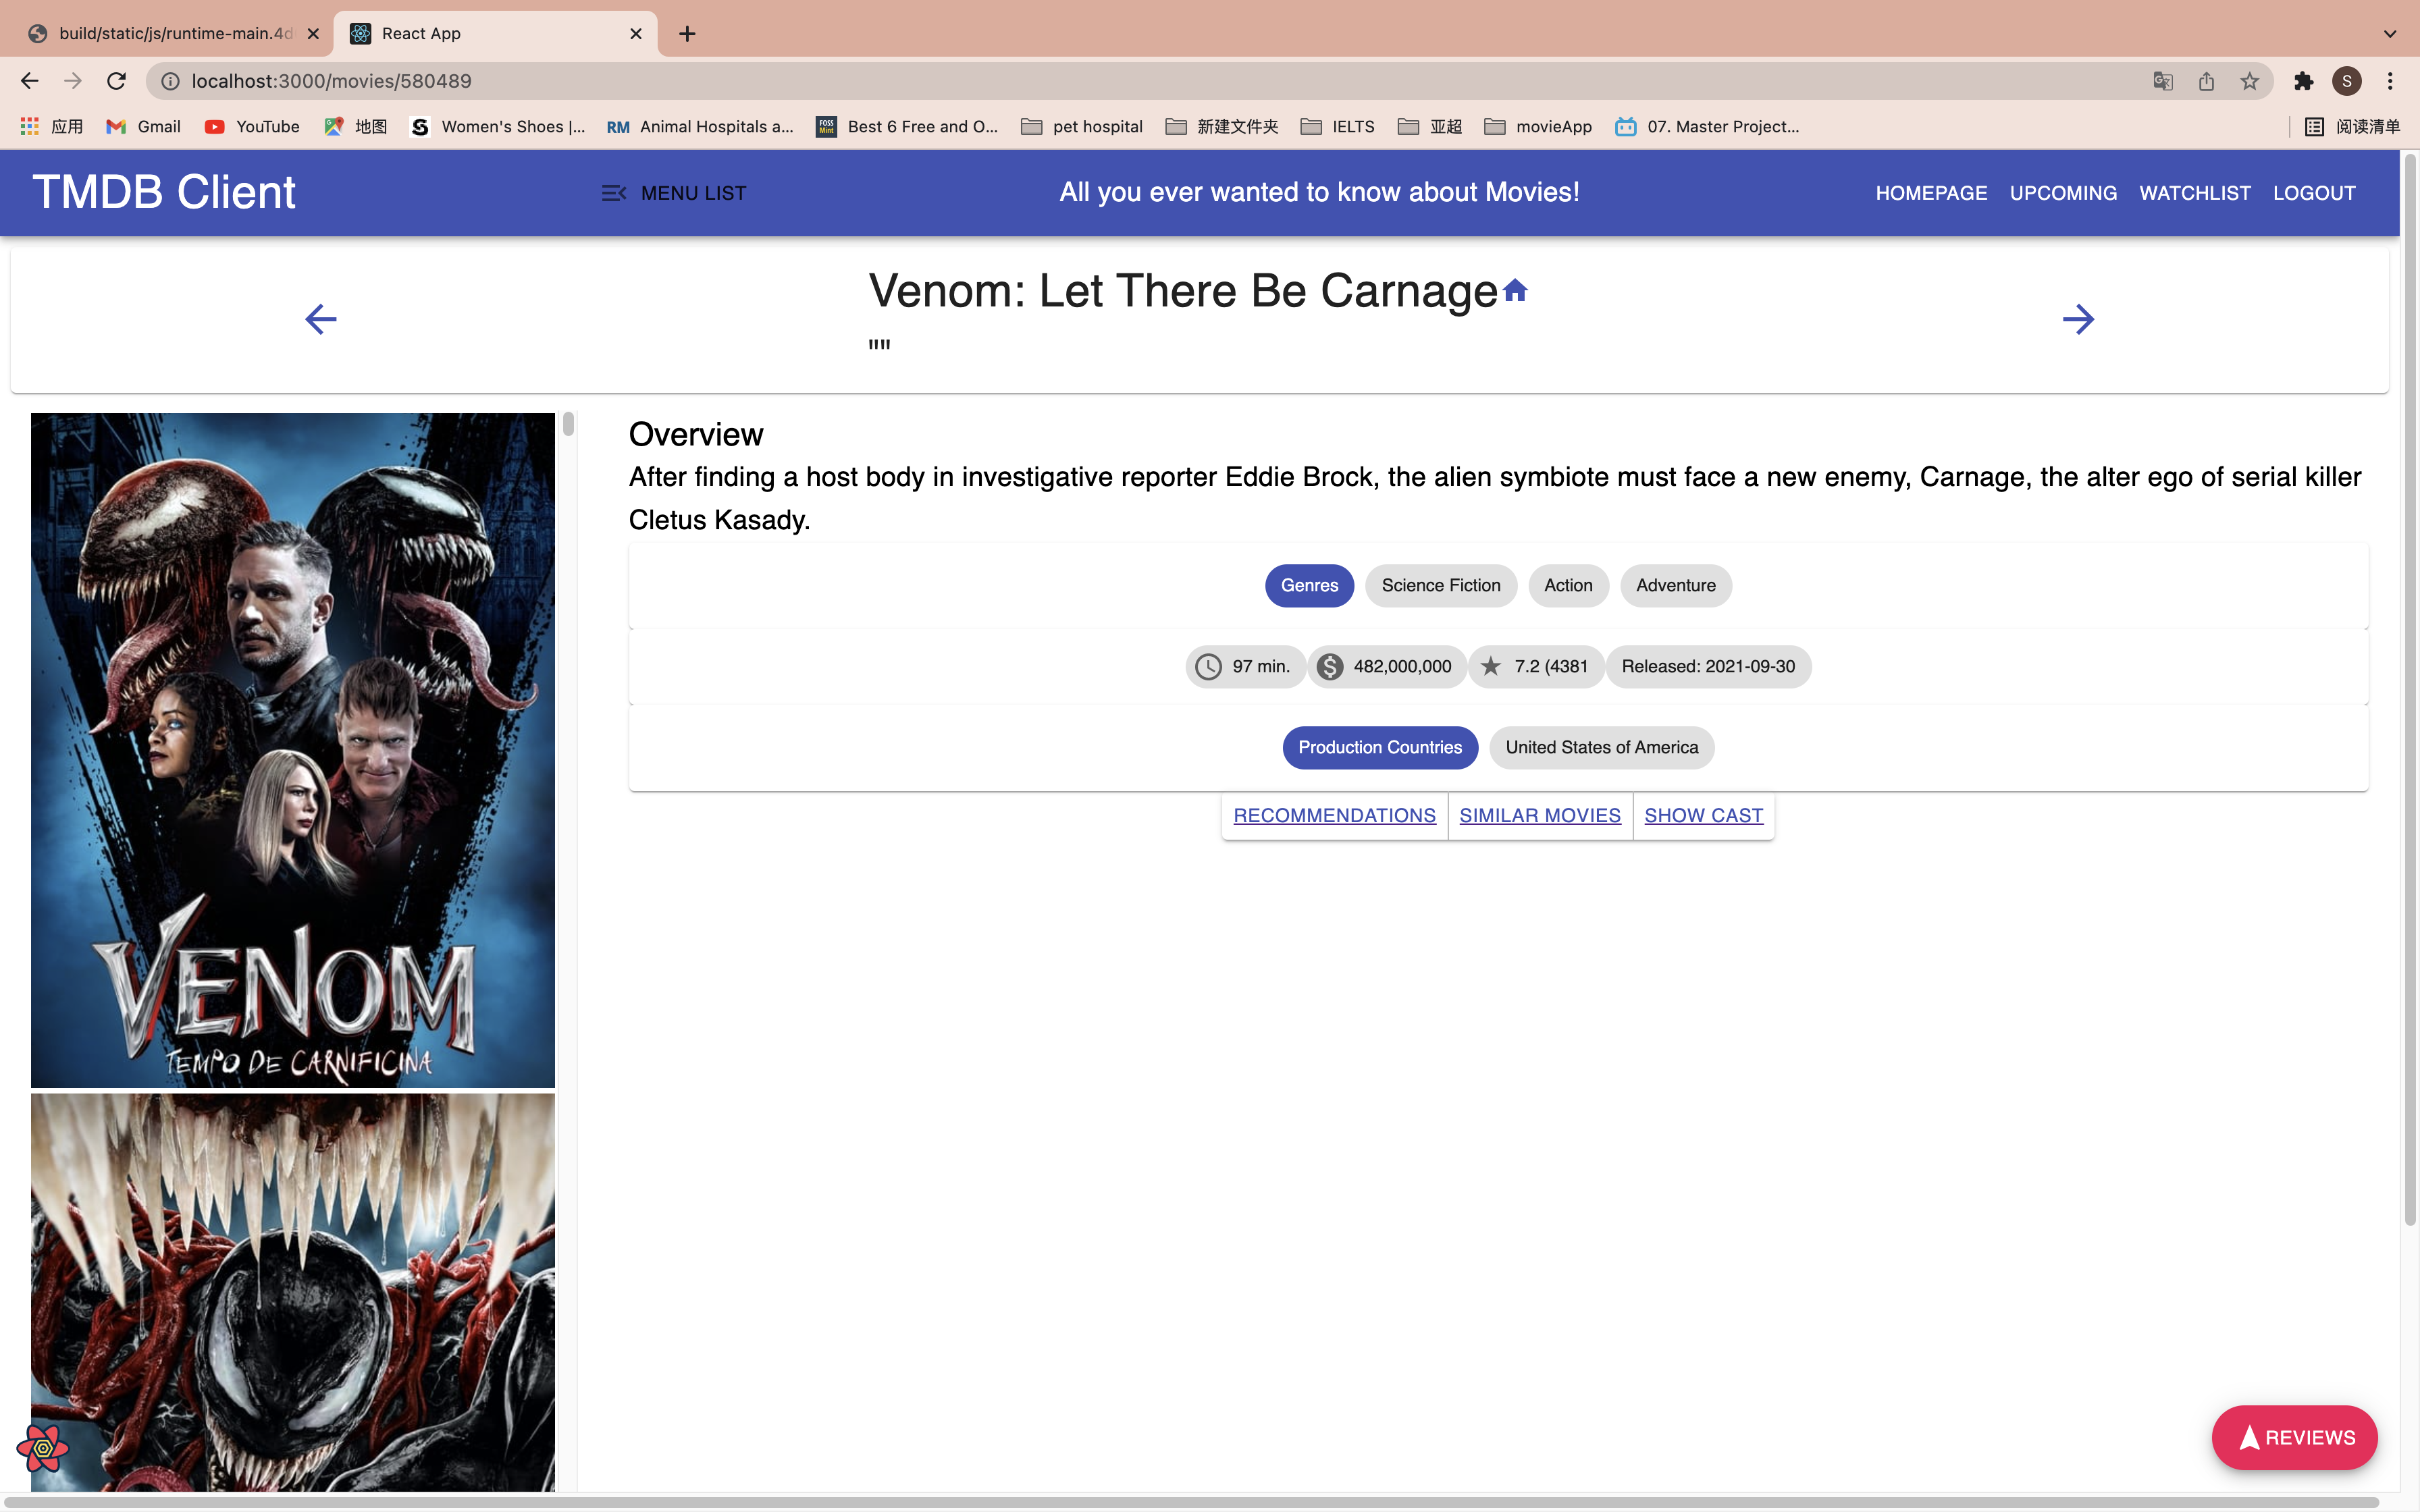 build/static/js/runtime-main.4d
React App
localhost:3000/movies/580489
应用
Gmail
YouTube
地图
Women's Shoes |...
RM
Animal Hospitals a...
FOSS
Mint
Best 6 Free and O...
pet hospital
新建文件夹
IELTS
亚超
movieApp
07. Master Project...
阅读清单
S
TMDB Client
MENU LIST
All you ever wanted to know about Movies!
HOMEPAGE
UPCOMING
WATCHLIST
LOGOUT
Venom: Let There Be Carnage
""
VENOM
TEMPO DE CARNIFICINA
Overview
After finding a host body in investigative reporter Eddie Brock, the alien symbiote must face a new enemy, Carnage, the alter ego of serial killer
Cletus Kasady.
Genres
Science Fiction
Action
Adventure
97 min.
482,000,000
7.2 (4381
Released: 2021-09-30
Production Countries
United States of America
RECOMMENDATIONS
SIMILAR MOVIES
SHOW CAST
REVIEWS